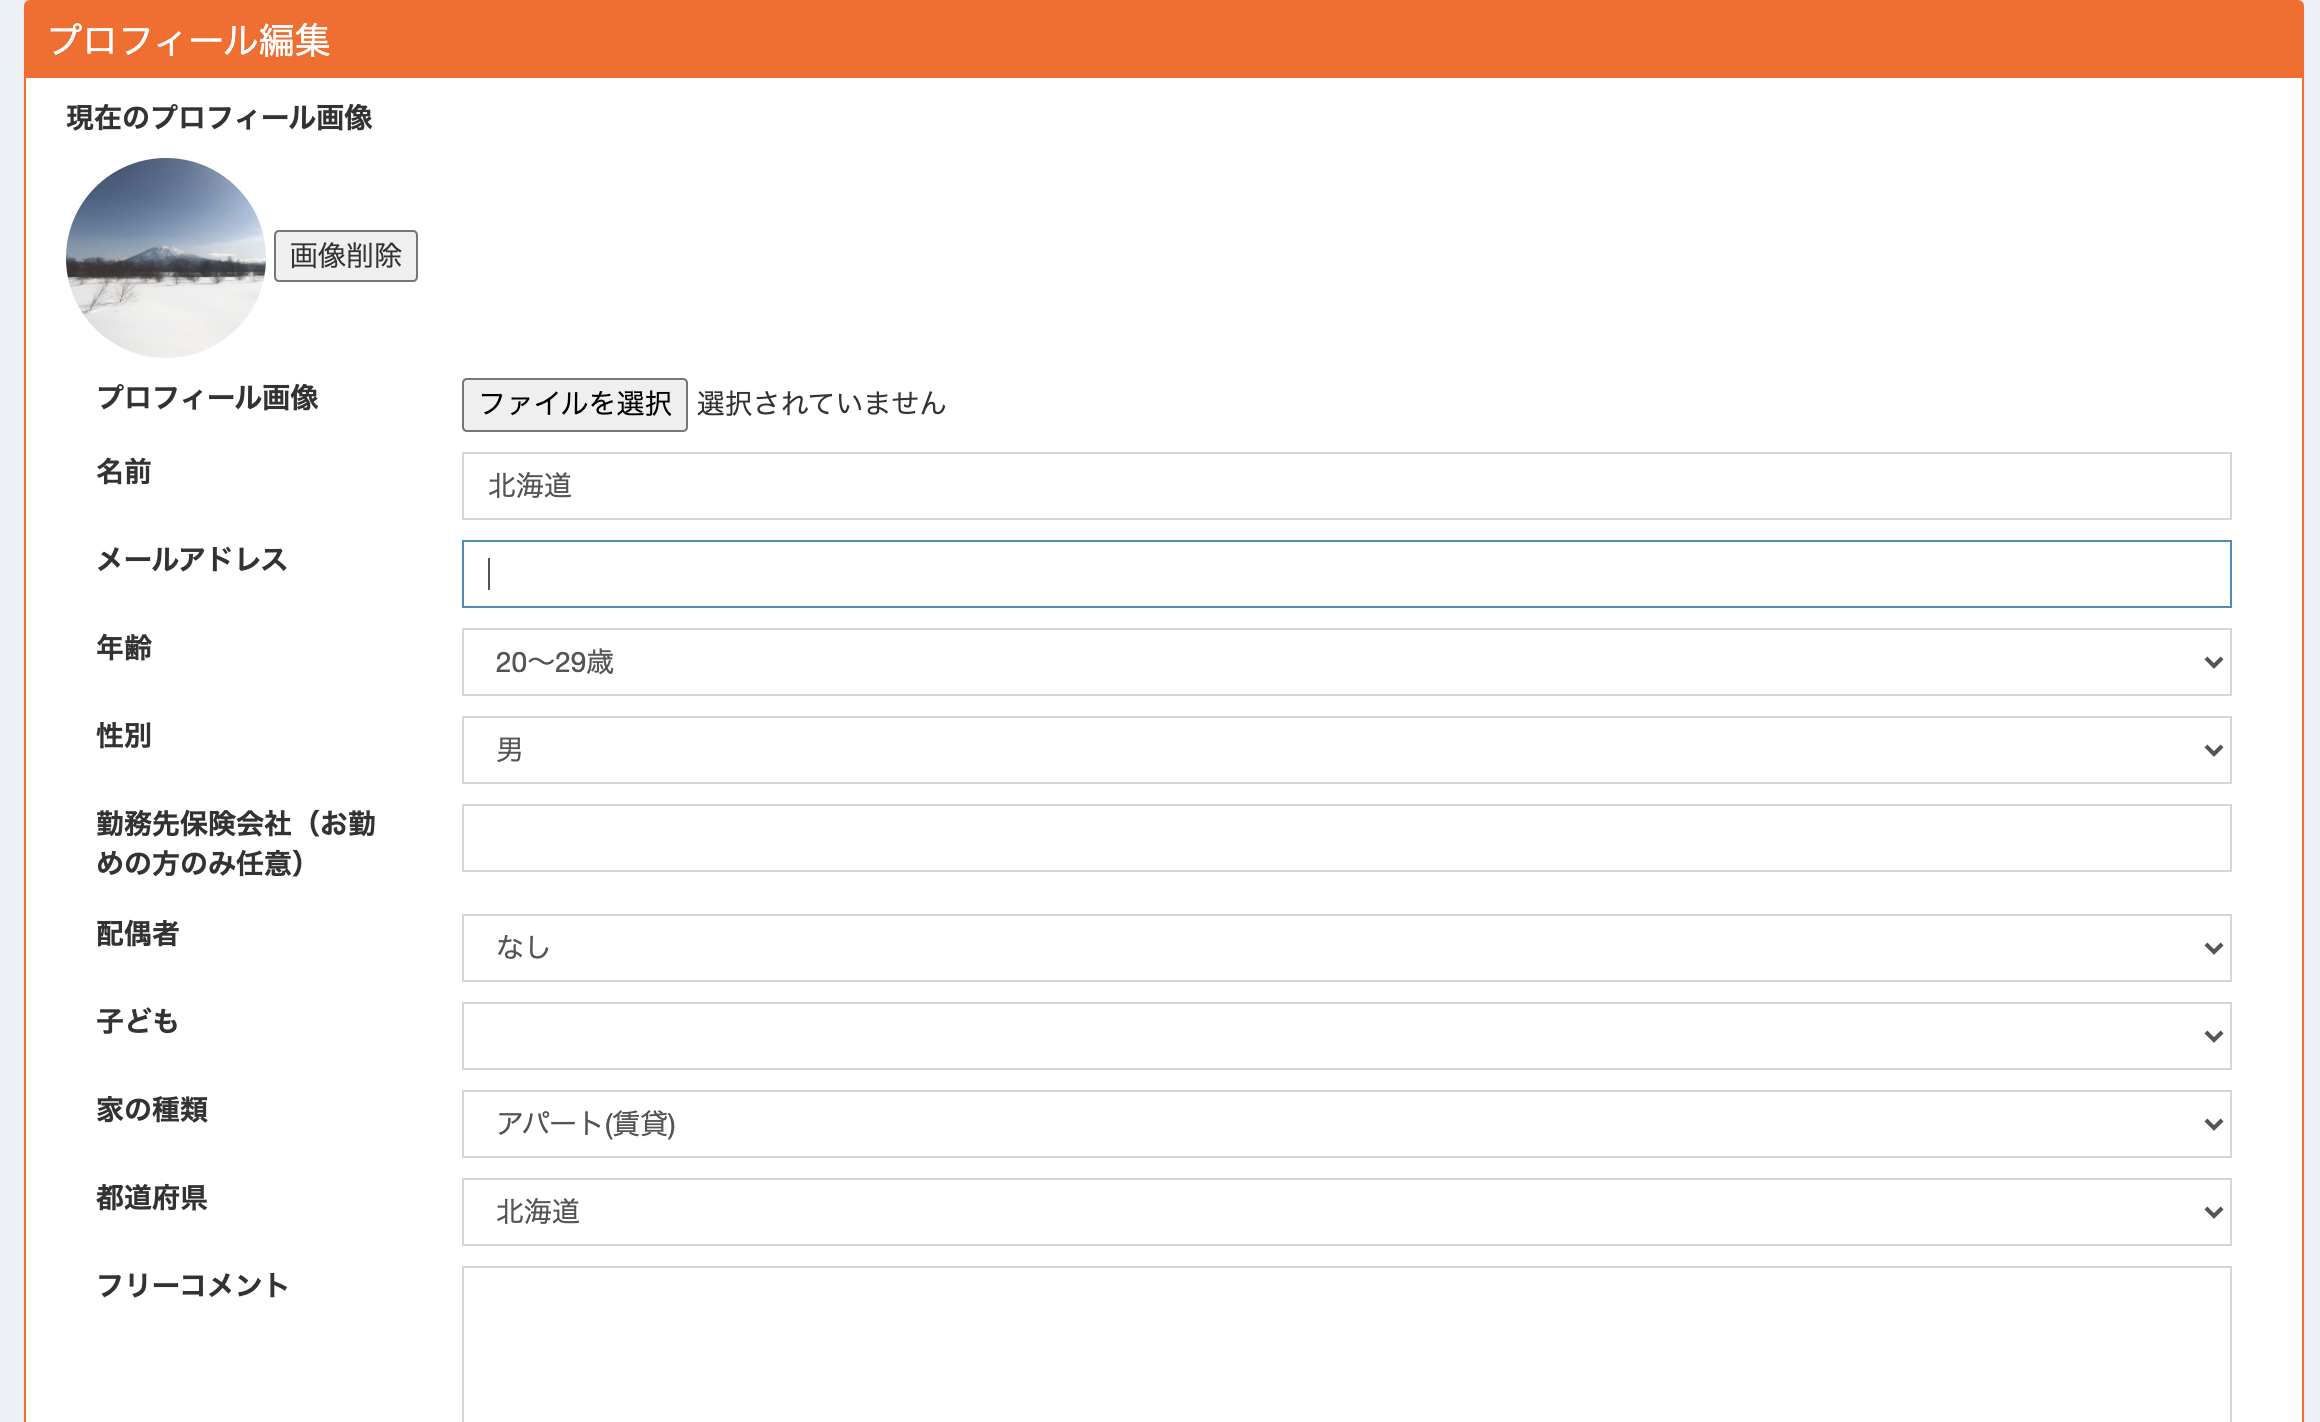 プロフィール編集
現在のプロフィール画像
画像削除
プロフィール画像
ファイルを選択 選択されていません
名前
北海道
メールアドレス
年齢
20〜29歳
性別
男
勤務先保険会社（お勤
めの方のみ任意）
配偶者
なし
子ども
家の種類
アパート(賃貸)
都道府県
北海道
フリーコメント